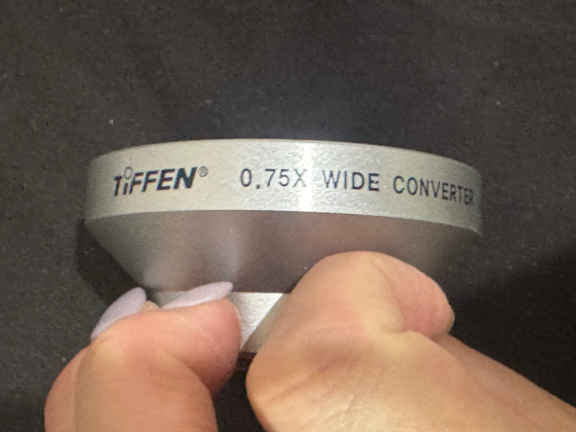 TiFFEN® 0.75X WIDE CONVERTER